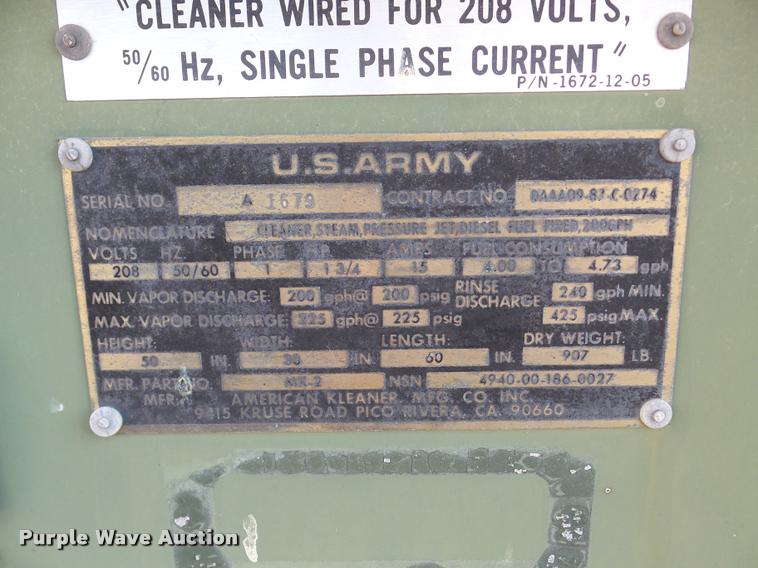 "CLEANER WIRED FOR 208 VOLTS,
50/60 Hz, SINGLE PHASE CURRENT"
P/N-1672-12-05
U.S.ARMY
SERIAL NO. A 1679 CONTRACT NO. DAAA09-87-C-0274
NOMENCLATURE CLEANER,STEAM,PRESSURE JET,DIESEL FUEL FIRED,200GPH
VOLTS HZ. PHASE H.P. AMPS FUEL CONSUMPTION
208 50/60 1 1 3/4 15 4.00 TO 4.73 gph
MIN. VAPOR DISCHARGE: 200 gph@ 200 psig RINSE DISCHARGE 240 gph MIN.
MAX. VAPOR DISCHARGE: 225 gph@ 225 psig 425 psig MAX.
HEIGHT: WIDTH: LENGTH: DRY WEIGHT:
50 IN. 38 IN. 60 IN. 907 LB.
MFR. PART NO. MK-2 NSN 4940-00-186-0027
MFR. AMERICAN KLEANER MFG. CO. INC.
9415 KRUSE ROAD PICO RIVERA, CA. 90660
Purple Wave Auction